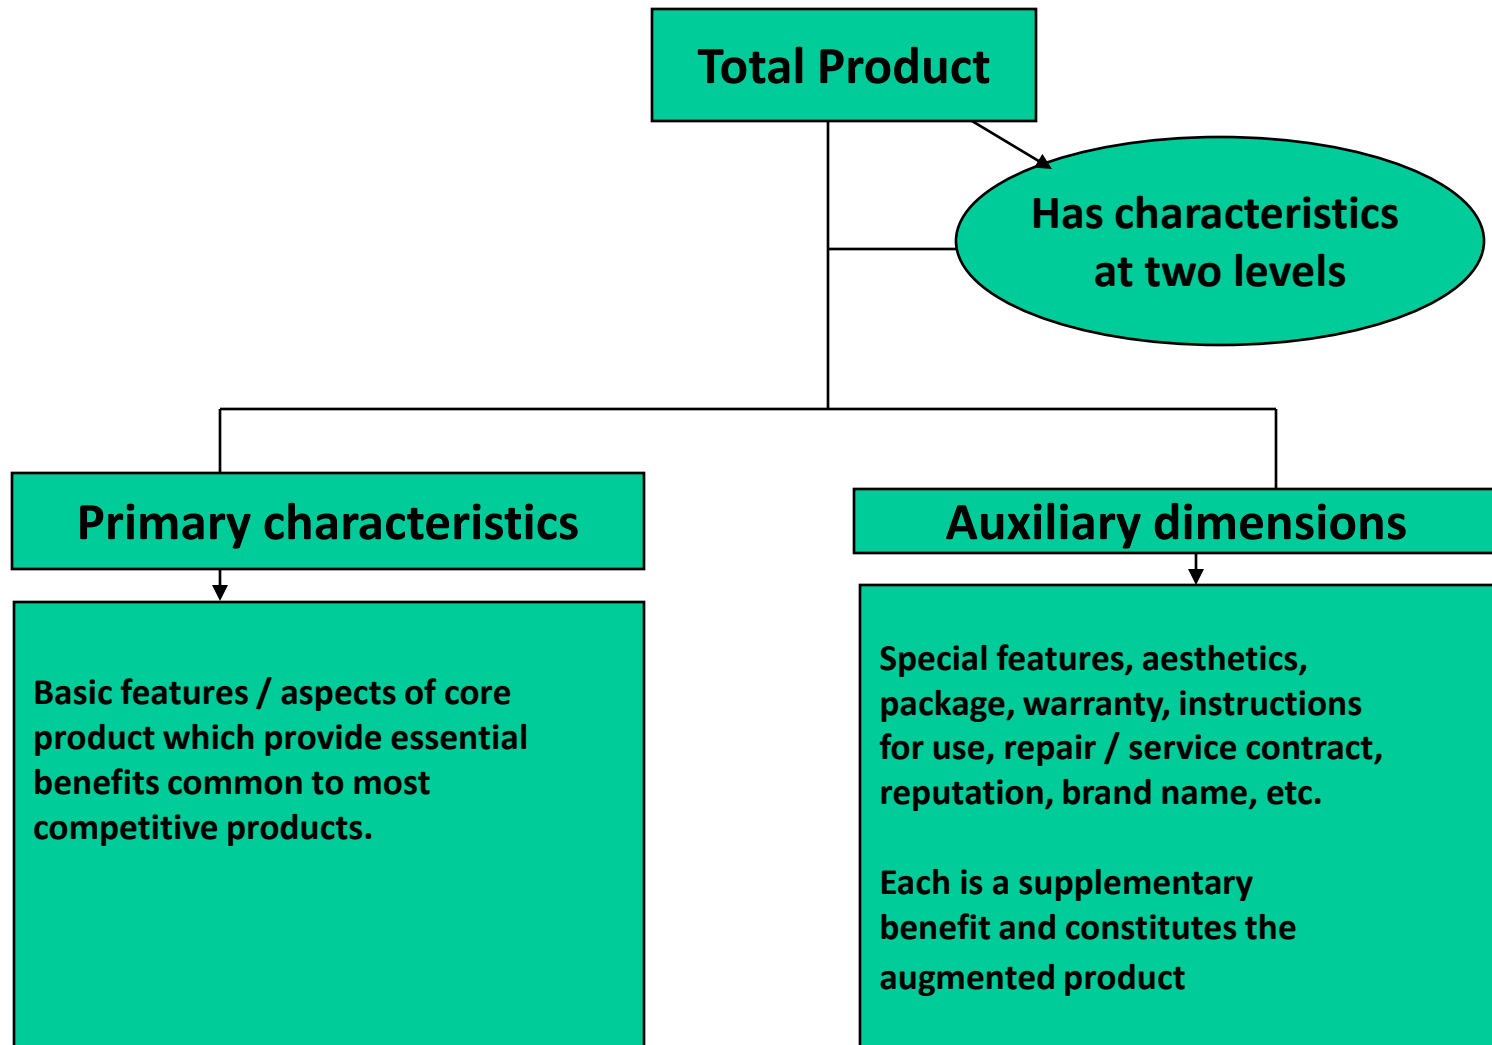 Total Product
Has characteristics
at two levels
Primary characteristics
Auxiliary dimensions
Basic features / aspects of core
product which provide essential
benefits common to most
competitive products.
Special features, aesthetics,
package, warranty, instructions
for use, repair / service contract,
reputation, brand name, etc.
Each is a supplementary
benefit and constitutes the
augmented product